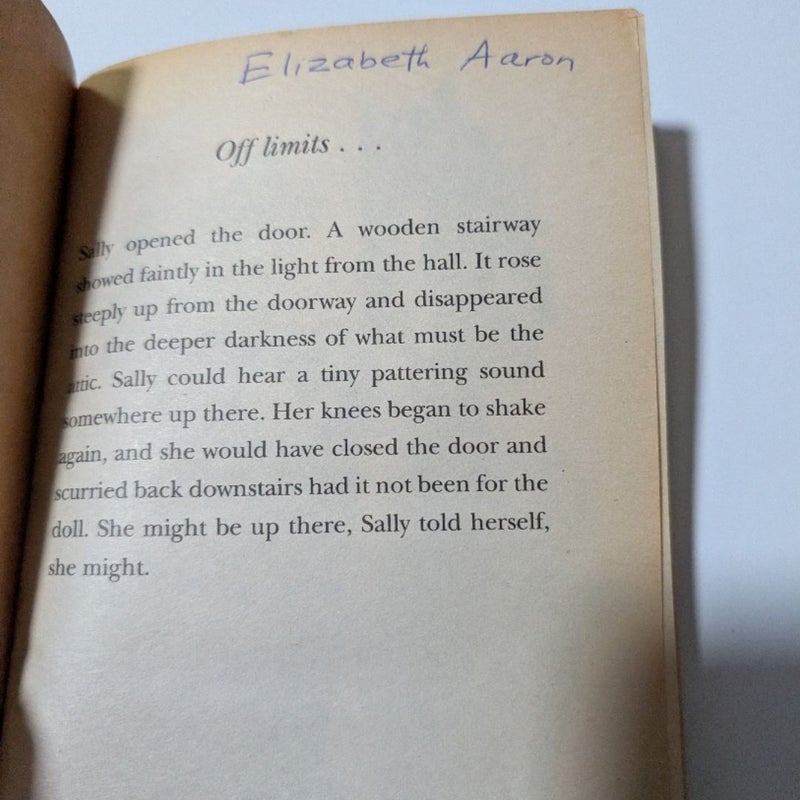 Elizabeth Aaron
Off limits . . .
Sally opened the door. A wooden stairway
showed faintly in the light from the hall. It rose
steeply up from the doorway and disappeared
into the deeper darkness of what must be the
attic. Sally could hear a tiny pattering sound
somewhere up there. Her knees began to shake
again, and she would have closed the door and
scurried back downstairs had it not been for the
doll. She might be up there, Sally told herself,
she might.